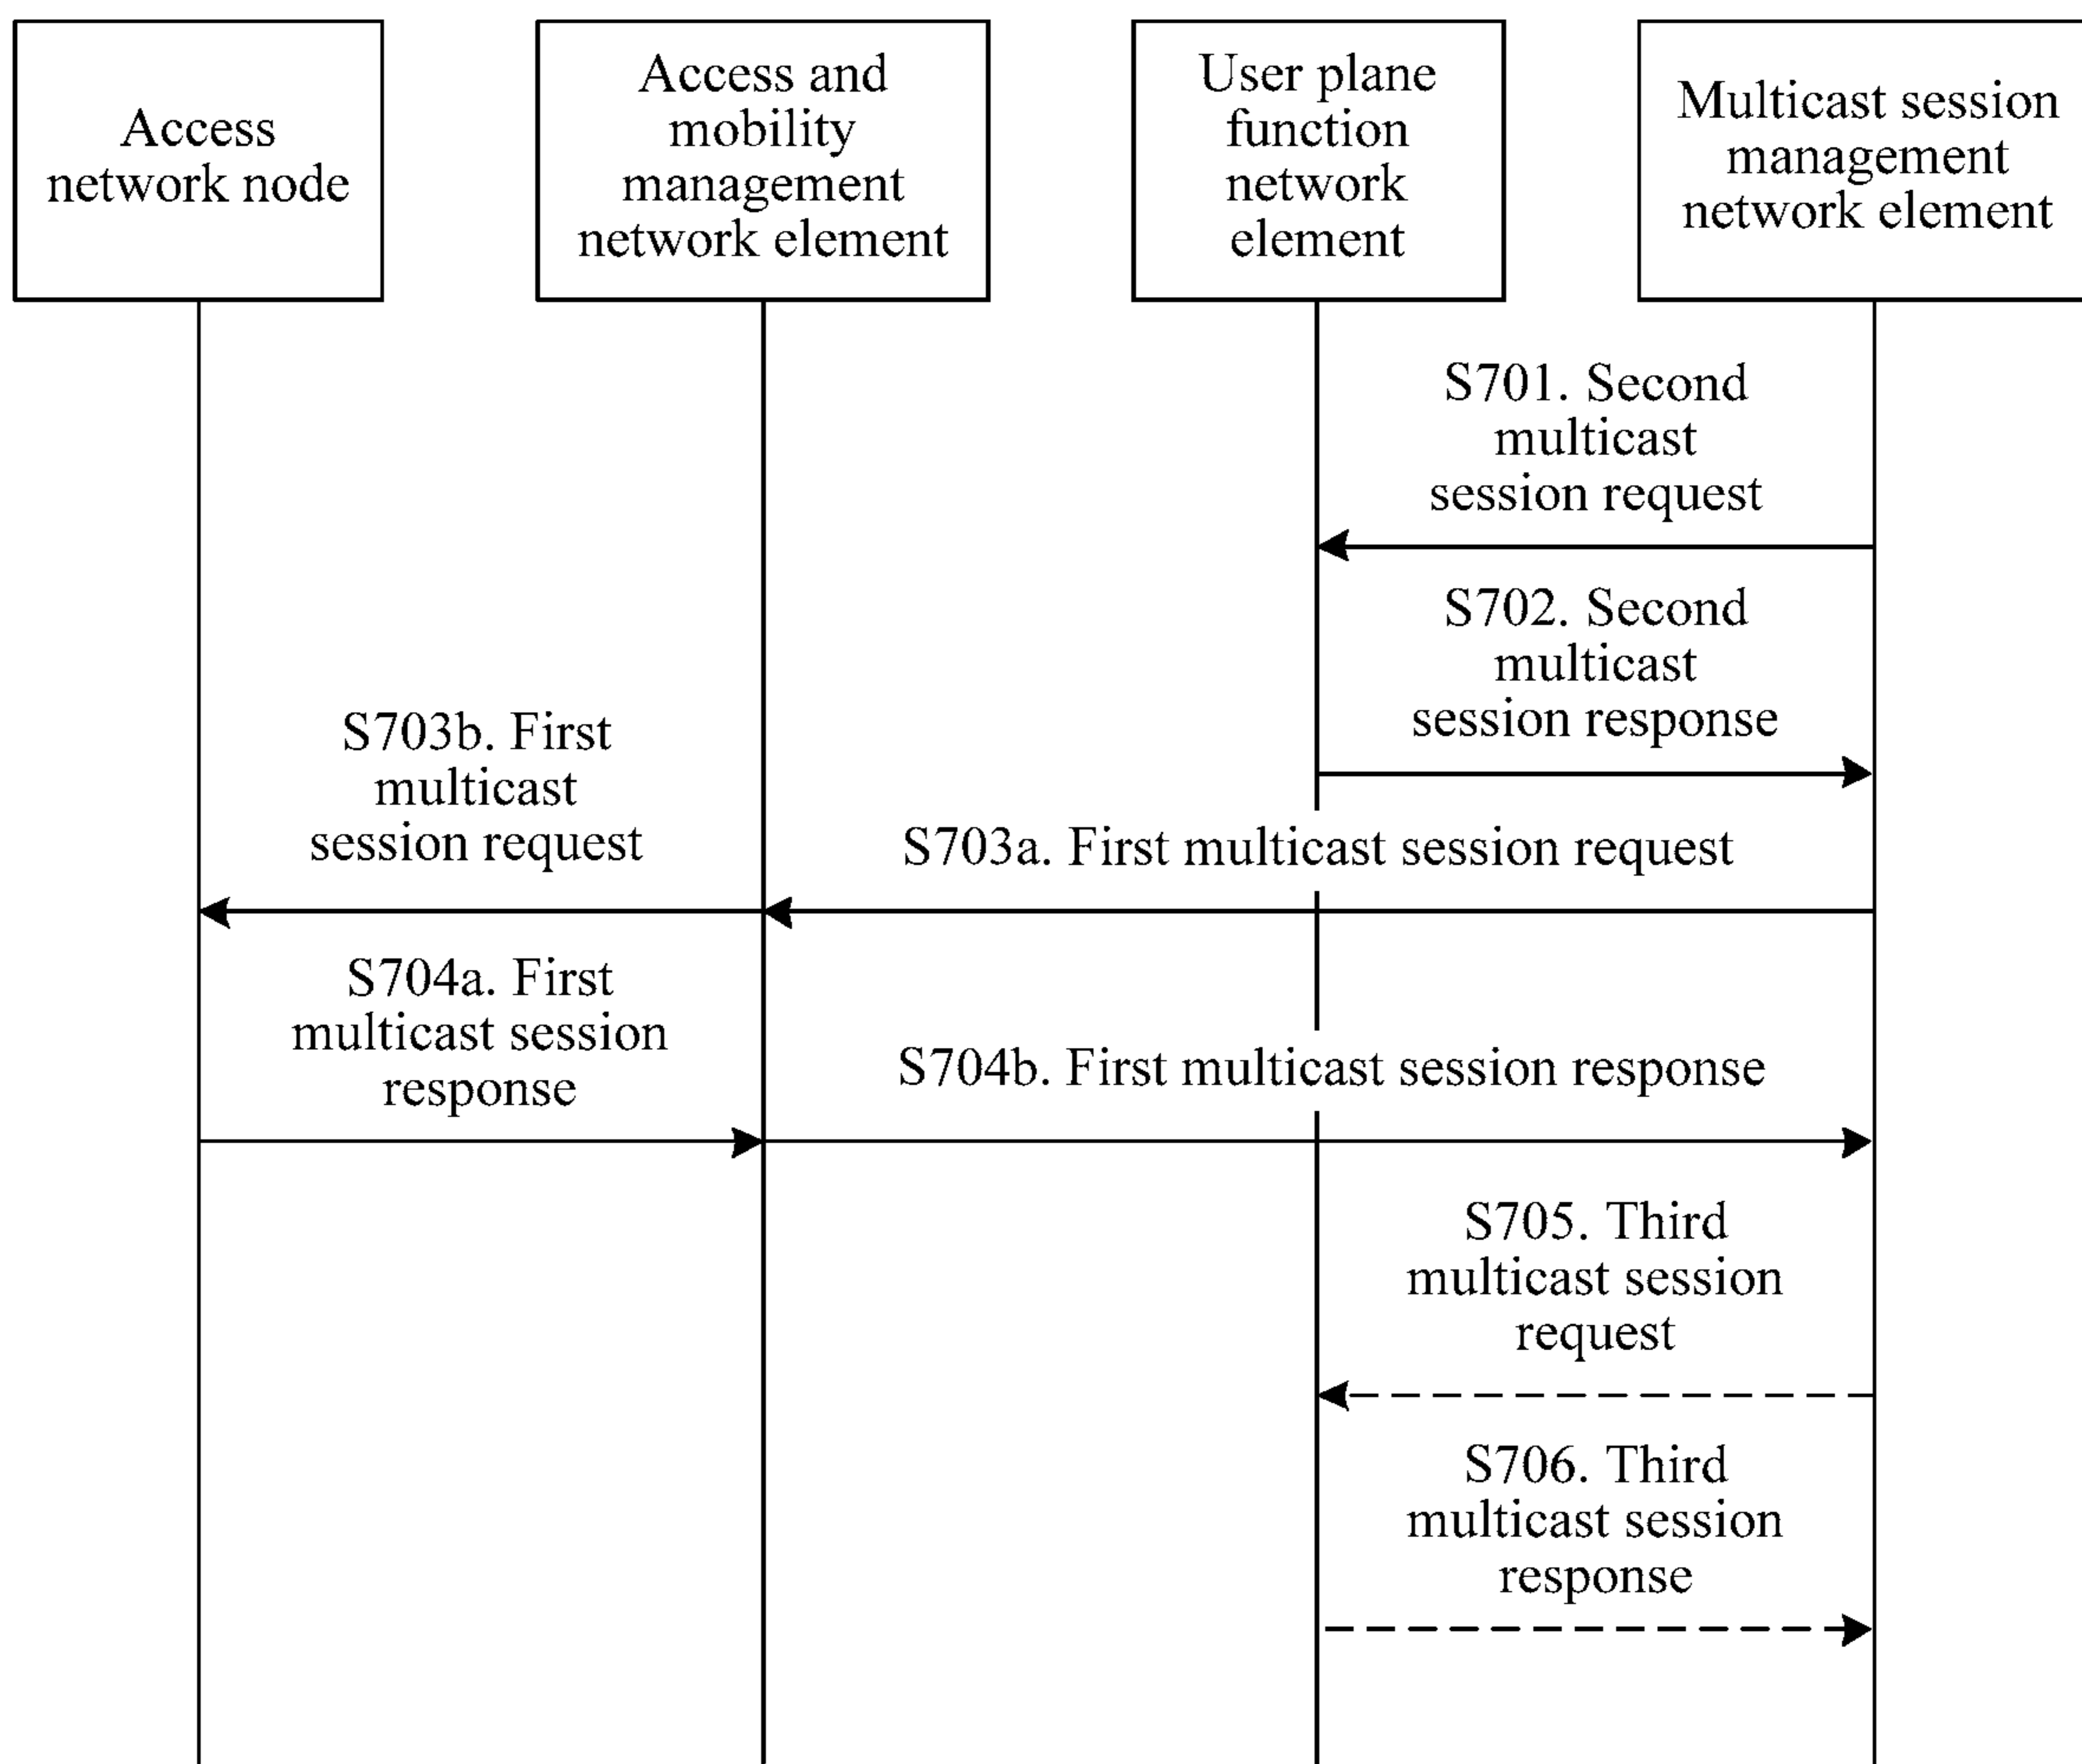 Access
network node
Access and
mobility
management
network element
User plane
function
network
element
Multicast session
management
network element
S701. Second
multicast
session request
S702. Second
multicast
session response
S703b. First
multicast
session request
S703a. First multicast session request
S704a. First
multicast session
response
S704b. First multicast session response
S705. Third
multicast session
request
S706. Third
multicast session
response